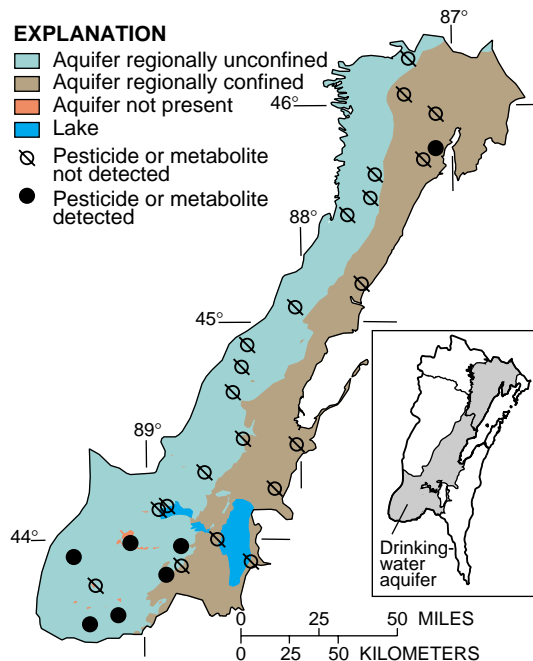 EXPLANATION
Aquifer regionally unconfined
Aquifer regionally confined
Aquifer not present
Lake
Pesticide or metabolite
not detected
Pesticide or metabolite
detected
87°
46°
88°
45°
89°
44°
Drinking-
water
aquifer
0 25 50 MILES
0 25 50 KILOMETERS